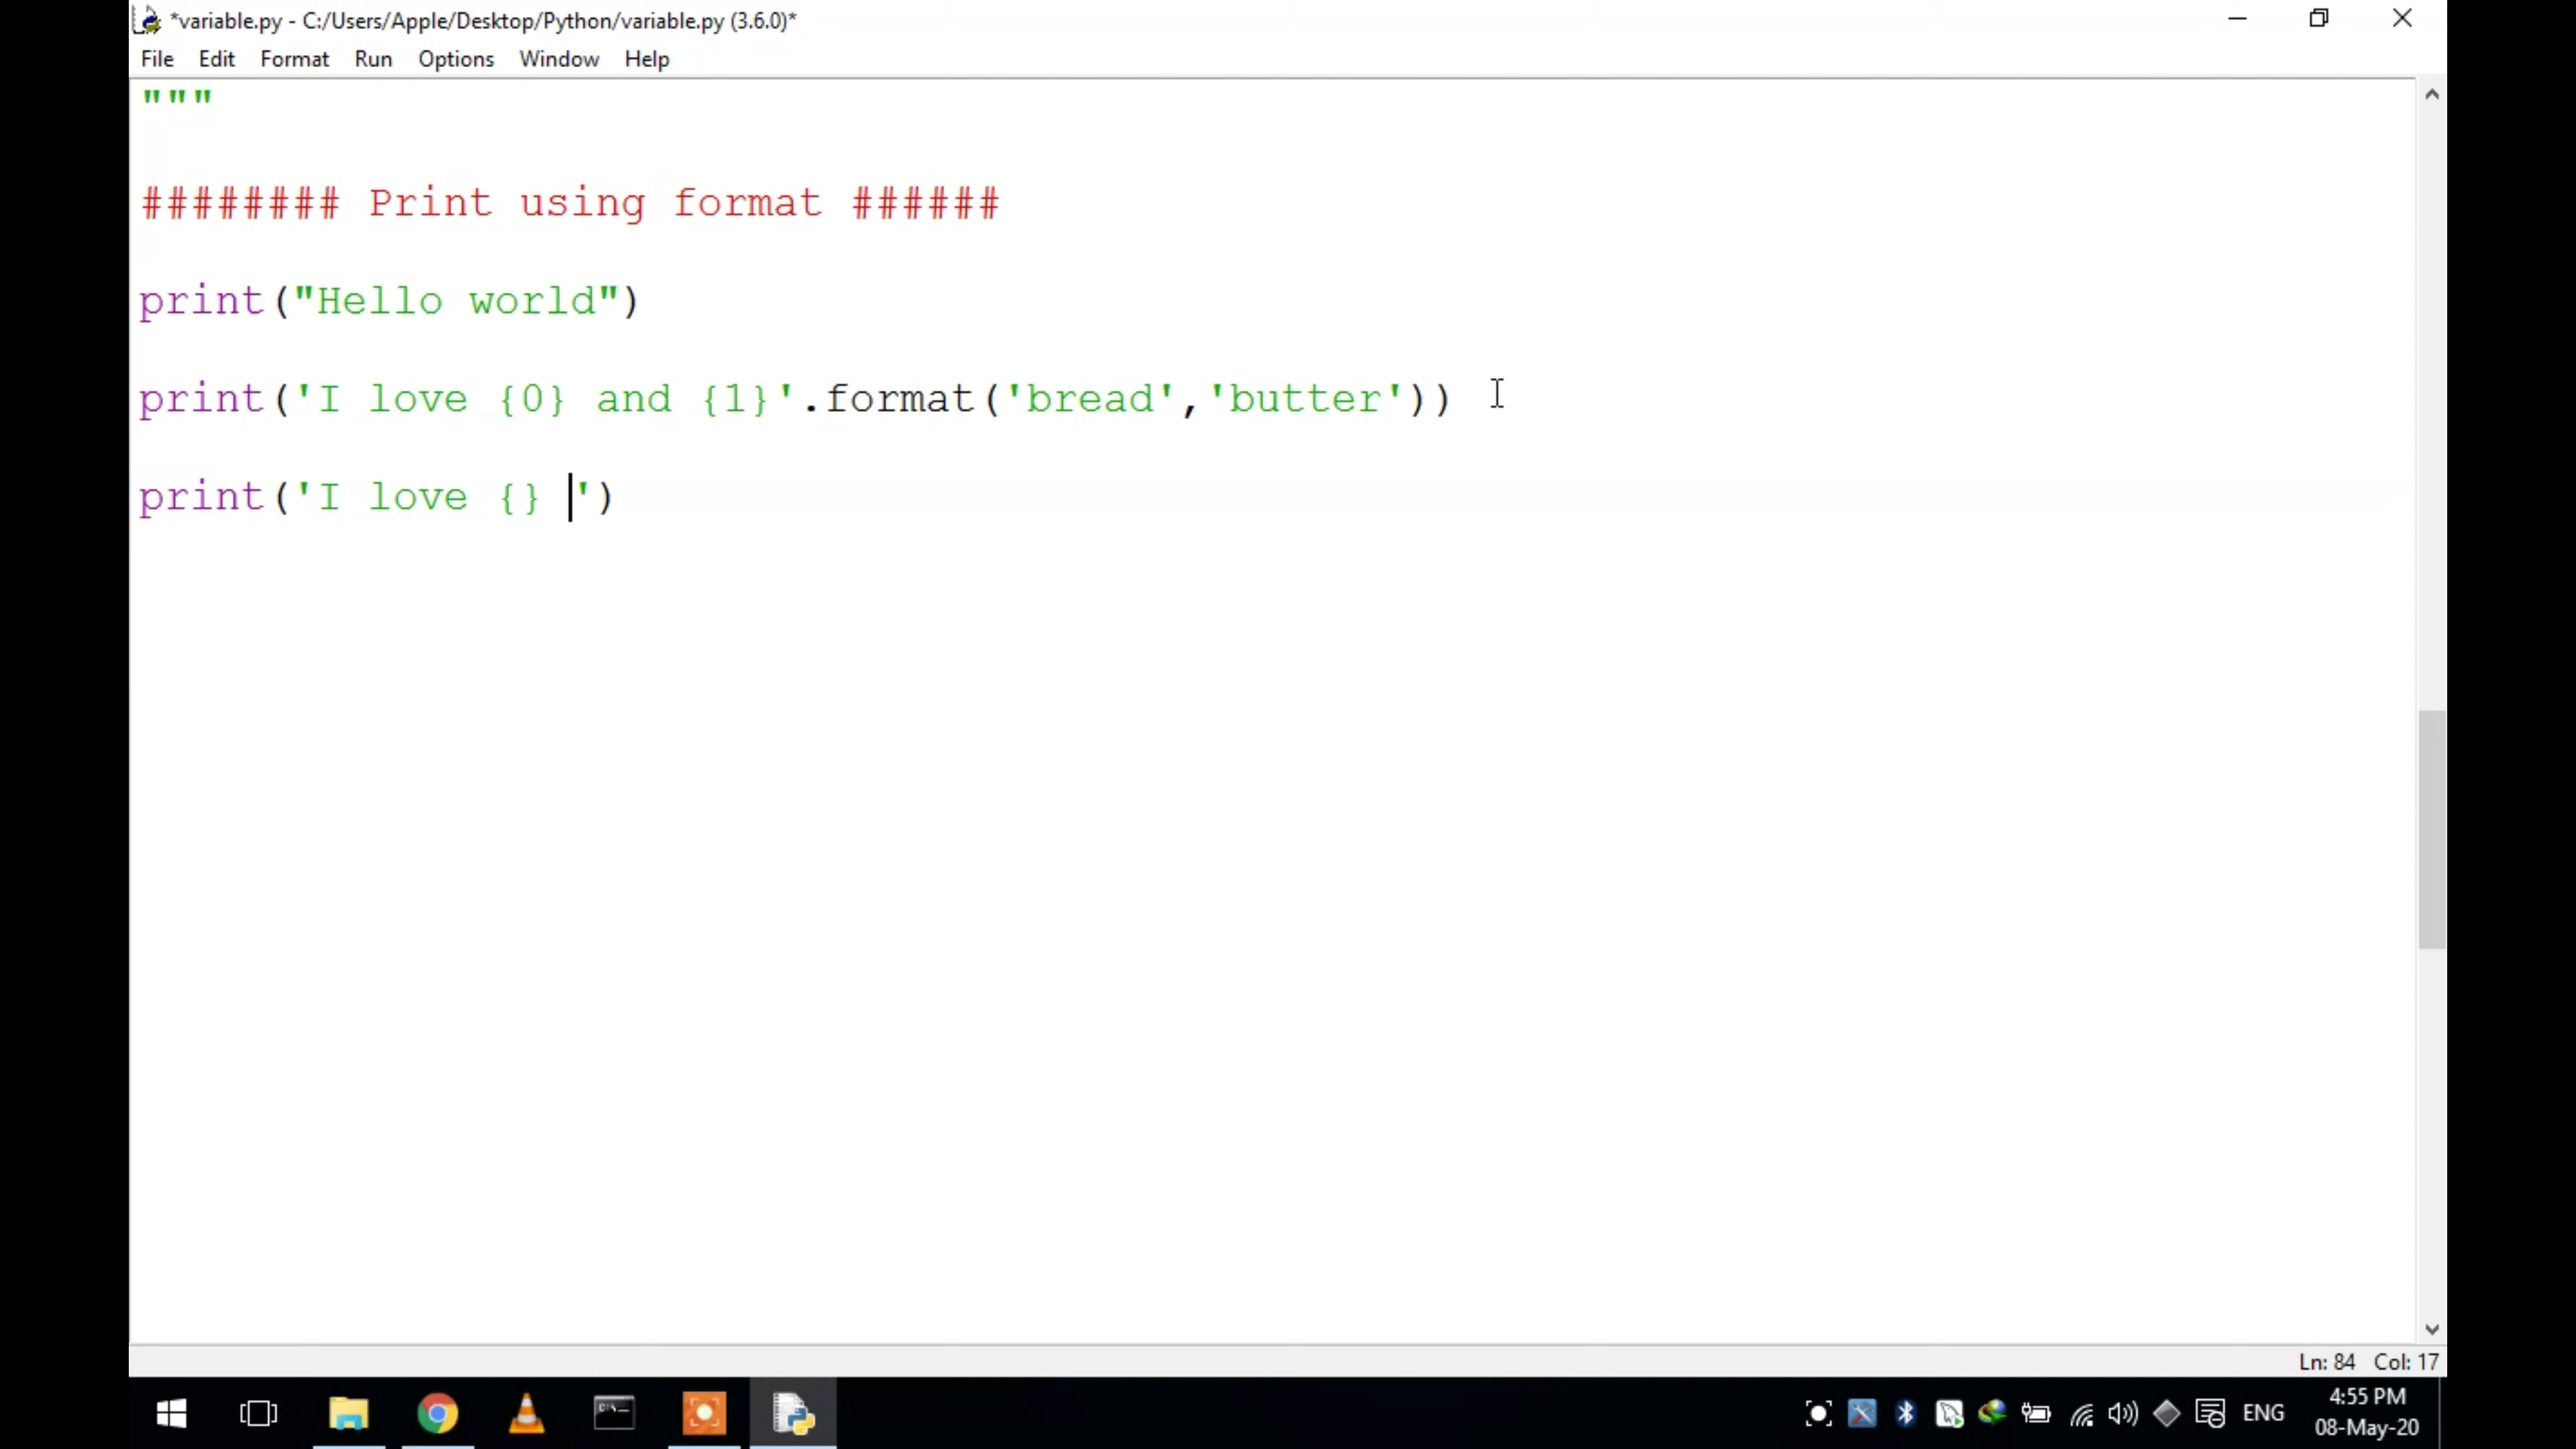 *variable.py - C:/Users/Apple/Desktop/Python/variable.py (3.6.0)*
File Edit Format Run Options Window Help
"""
######## Print using format ######
print("Hello world")
print('I love {0} and {1}'.format('bread','butter'))
print('I love {} ')
Ln: 84 Col: 17
ENG
4:55 PM
08-May-20